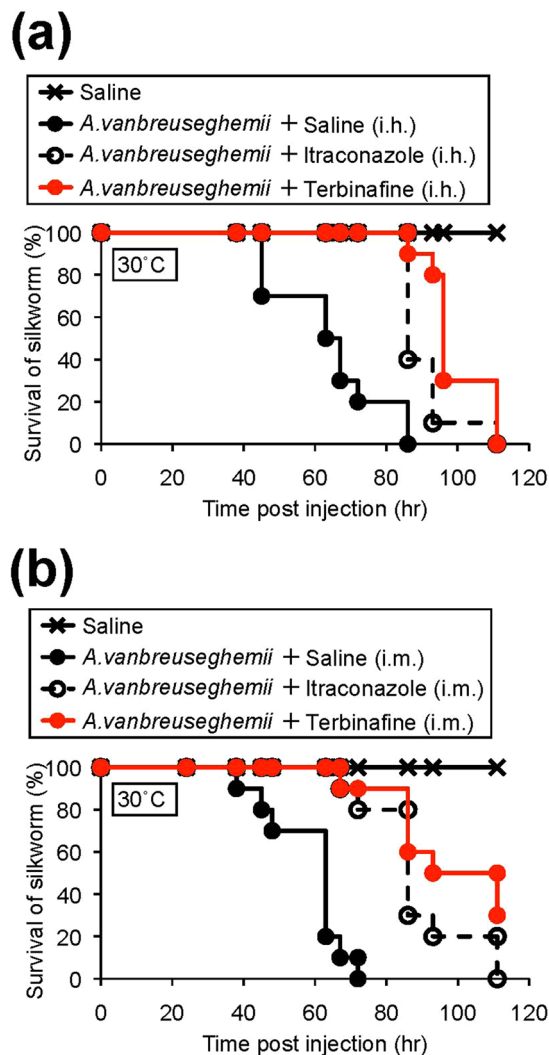 (a)
Saline
A.vanbreuseghemii + Saline (i.h.)
A.vanbreuseghemii + Itraconazole (i.h.)
A.vanbreuseghemii + Terbinafine (i.h.)
Survival of silkworm (%)
100
80
60
40
20
0
30°C
0 20 40 60 80 100 120
Time post injection (hr)
(b)
Saline
A.vanbreuseghemii + Saline (i.m.)
A.vanbreuseghemii + Itraconazole (i.m.)
A.vanbreuseghemii + Terbinafine (i.m.)
Survival of silkworm (%)
100
80
60
40
20
0
30°C
0 20 40 60 80 100 120
Time post injection (hr)